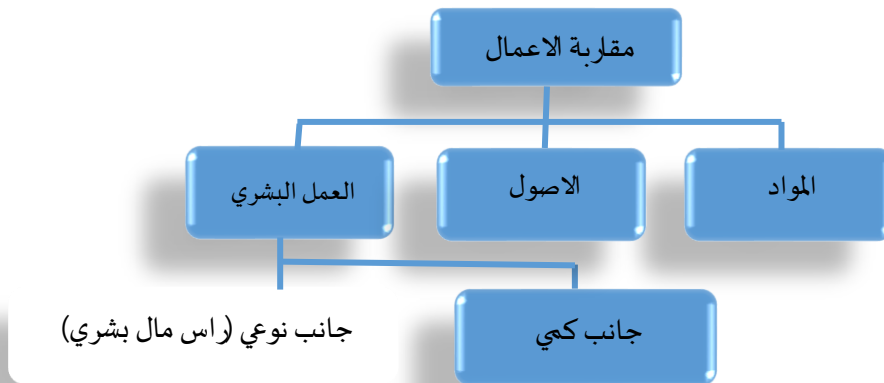 مقاربة الاعمال
المواد
الاصول
العمل البشري
جانب كمي
جانب نوعي (راس مال بشري)